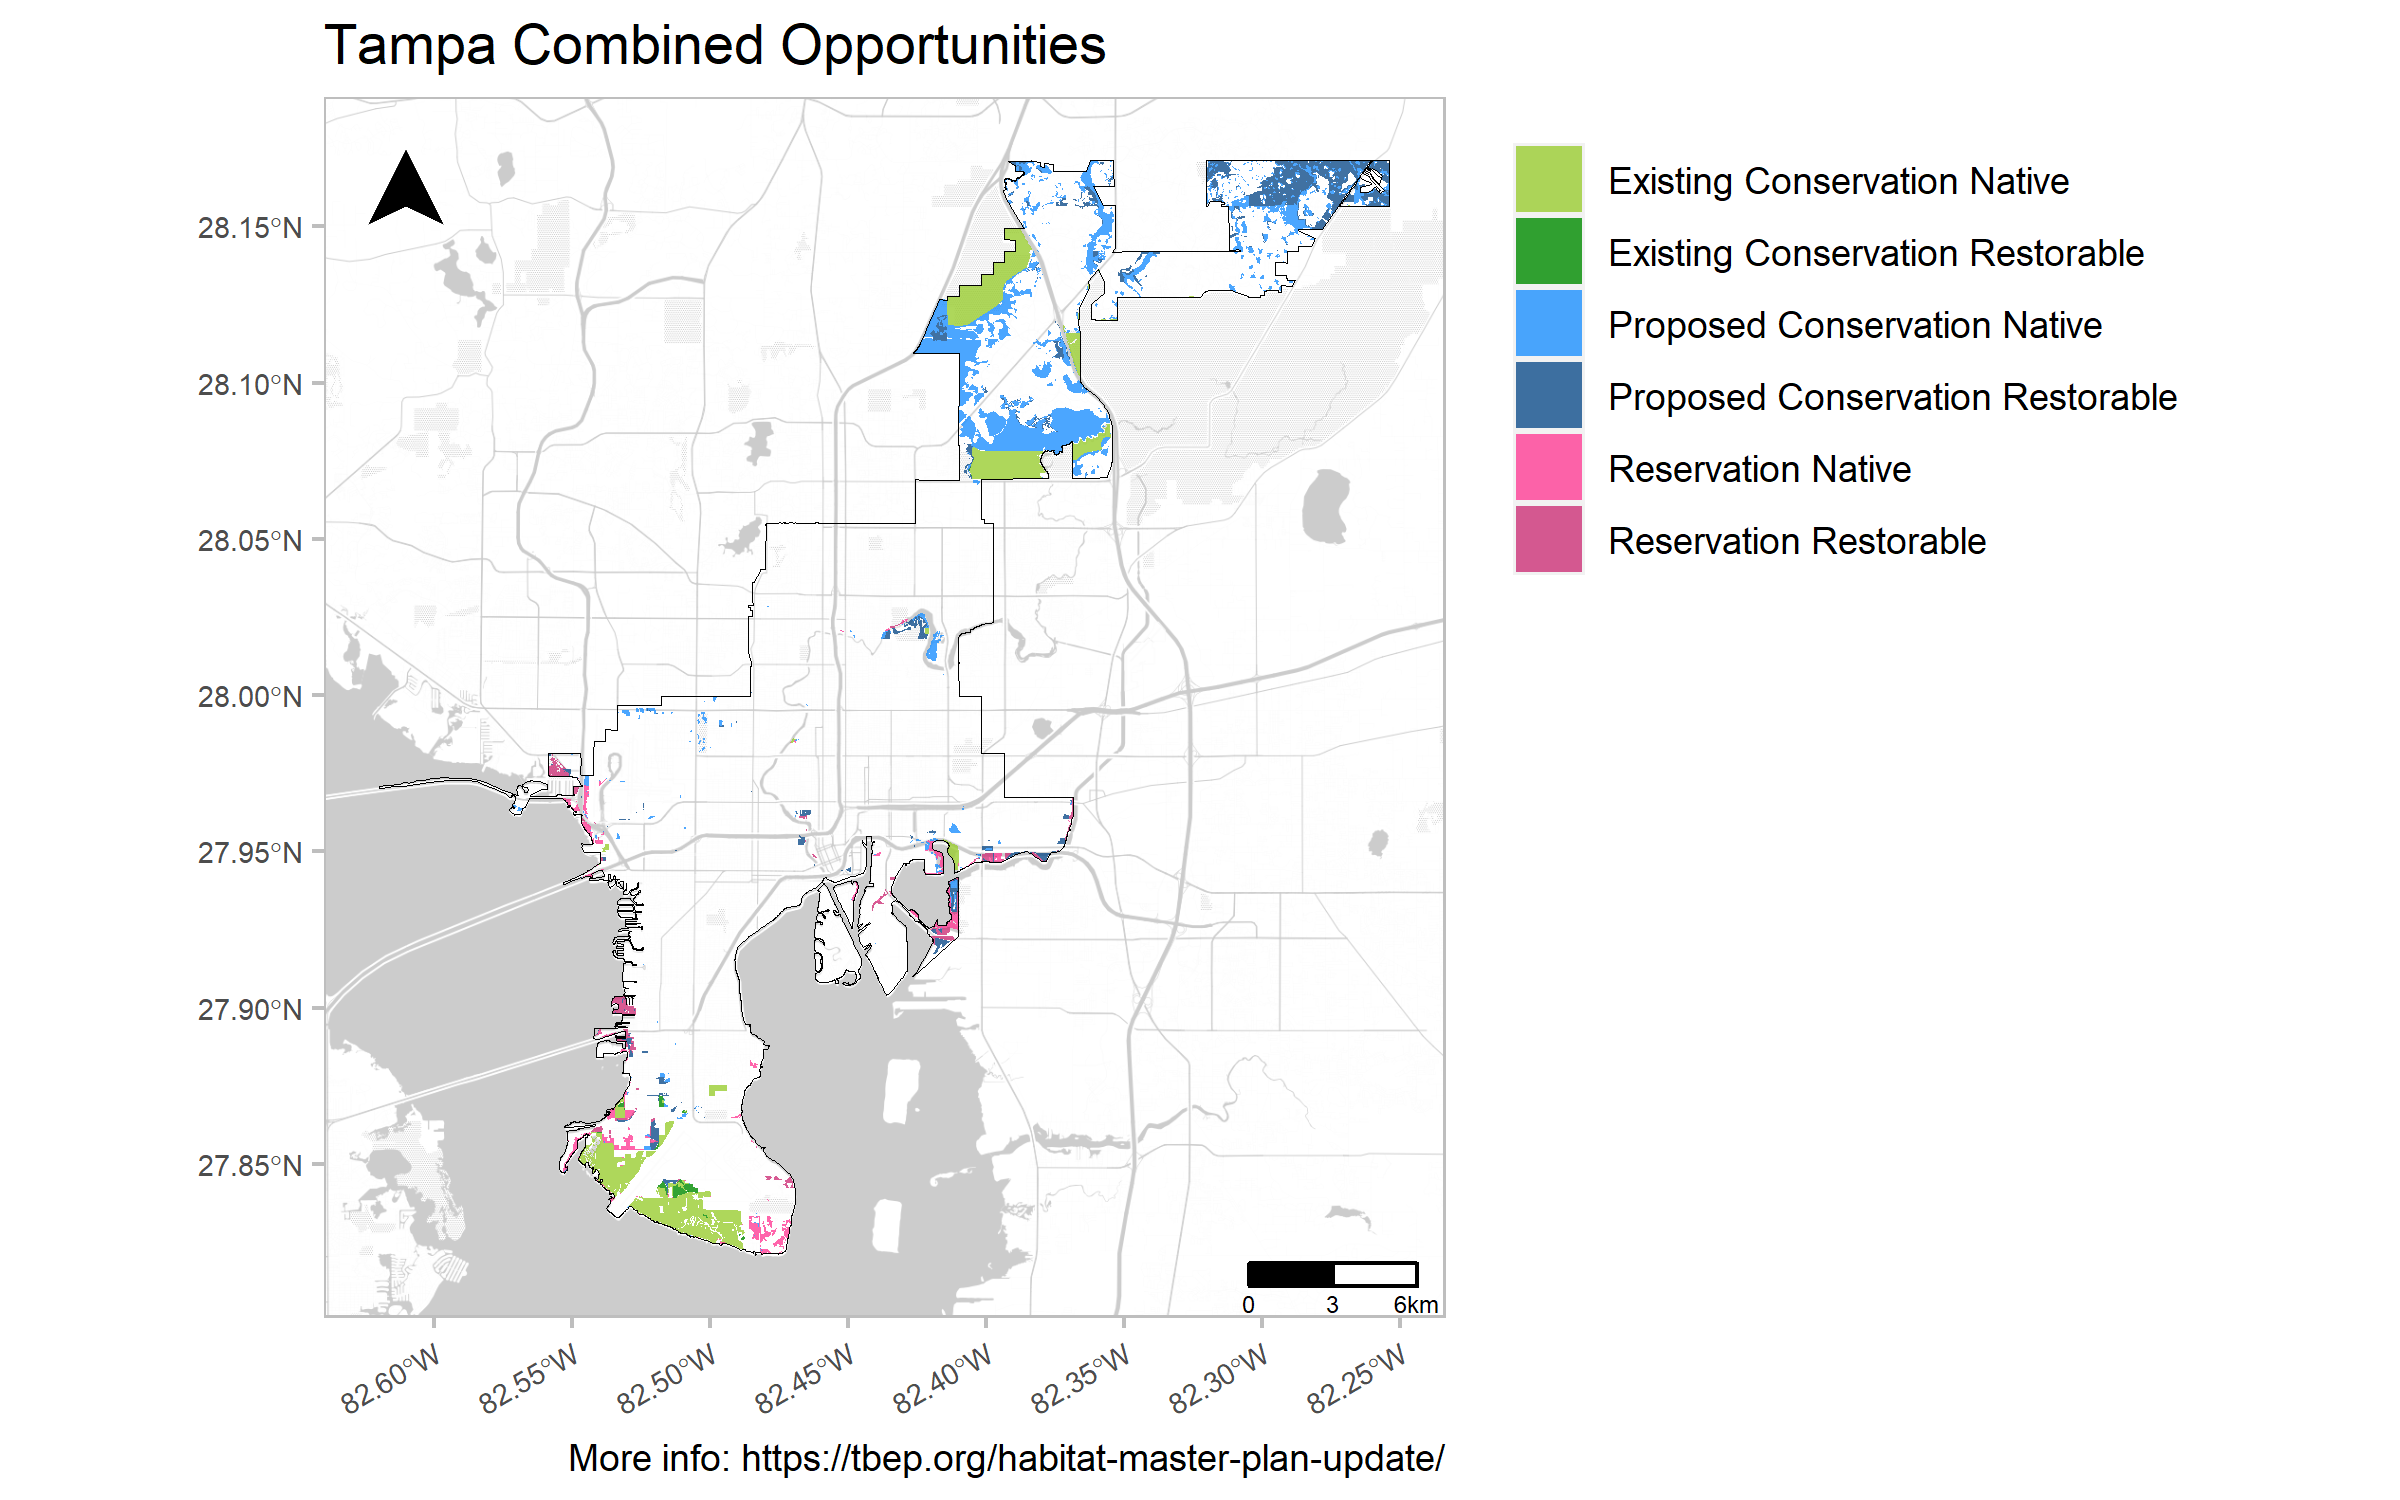 Tampa Combined Opportunities
28.15°N
28.10°N
28.05°N
28.00°N
27.95°N
27.90°N
27.85°N
82.60°W
82.55°W
82.50°W
82.45°W
82.40°W
82.35°W
82.30°W
82.25°W
0 3 6km
Existing Conservation Native
Existing Conservation Restorable
Proposed Conservation Native
Proposed Conservation Restorable
Reservation Native
Reservation Restorable
More info: https://tbep.org/habitat-master-plan-update/